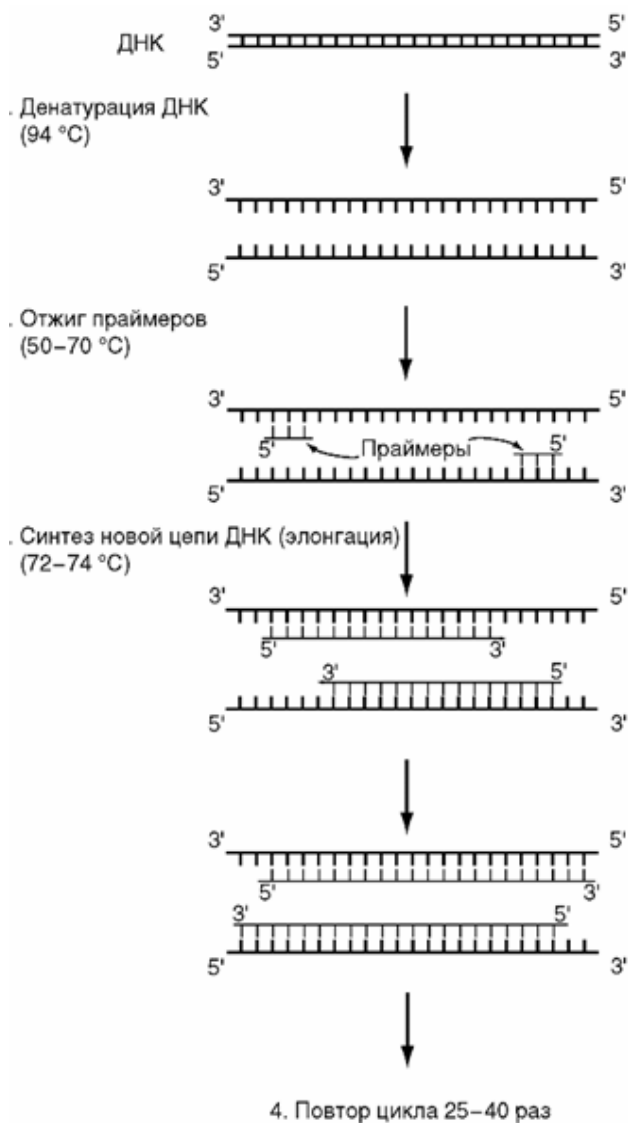 3' 5'
ДНК
5' 3'
. Денатурация ДНК
(94 °C)
3' 5'
5' 3'
. Отжиг праймеров
(50–70 °C)
3' 5'
5' Праймеры 5'
5' 3'
. Синтез новой цепи ДНК (элонгация)
(72–74 °C)
3' 5'
5' 3'
3' 5'
5' 3'
3' 5'
5' 3'
3' 5'
5' 3'
4. Повтор цикла 25–40 раз